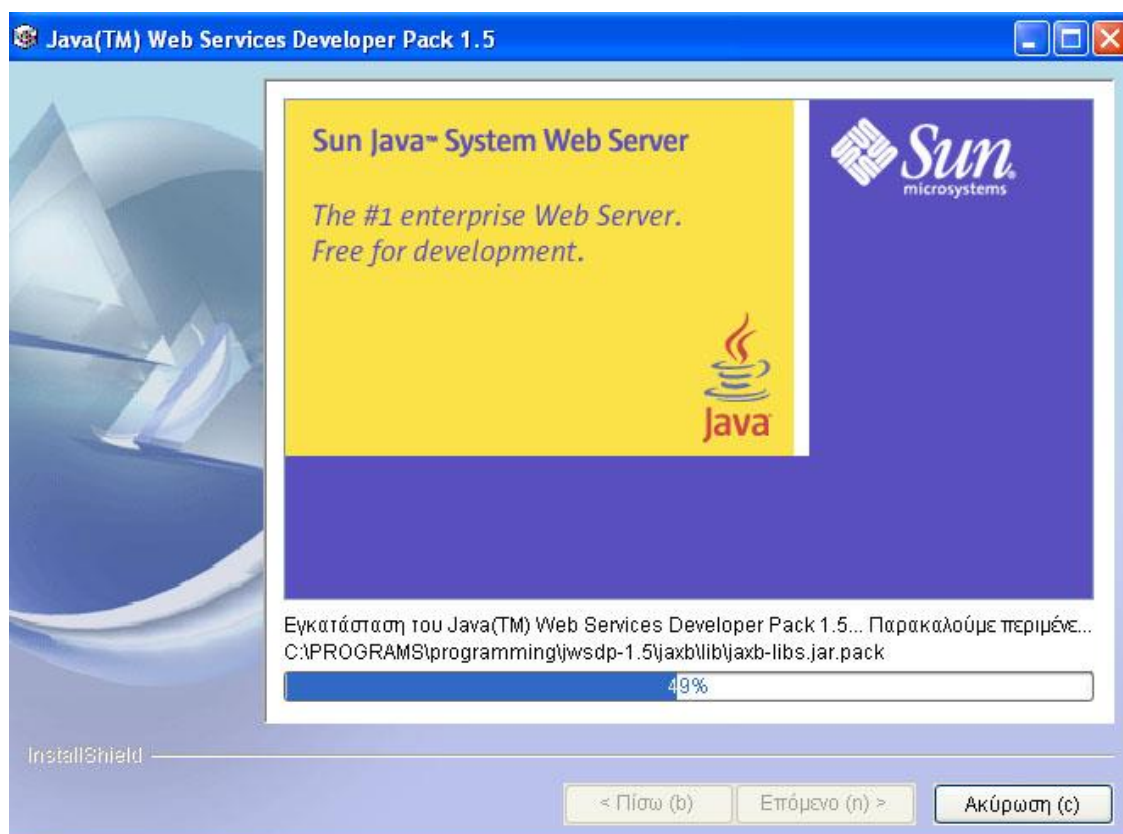 Java(TM) Web Services Developer Pack 1.5
Sun Java™ System Web Server
The #1 enterprise Web Server.
Free for development.
Sun
microsystems
Java
Εγκατάσταση του Java(TM) Web Services Developer Pack 1.5... Παρακαλούμε περιμένε...
C:\PROGRAMS\programming\jwsdp-1.5\jaxb\lib\jaxb-libs.jar.pack
49%
InstallShield
< Πίσω (b)
Επόμενο (n) >
Ακύρωση (c)